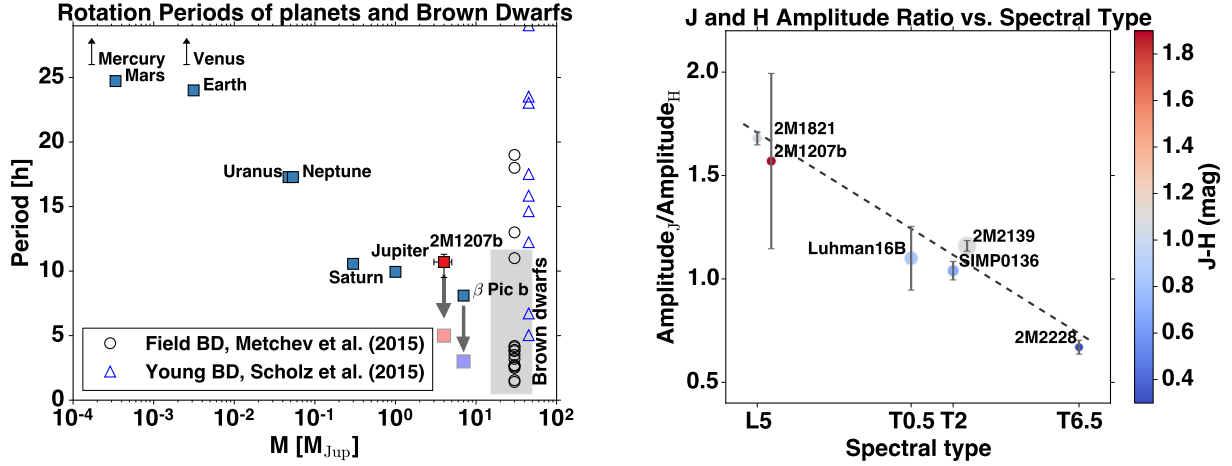 Rotation Periods of planets and Brown Dwarfs
Period [h]
25
20
15
10
5
0
Mercury
Venus
Mars
Earth
Uranus
Neptune
2M1207b
Jupiter
Saturn
β Pic b
Brown dwarfs
Field BD, Metchev et al. (2015)
Young BD, Scholz et al. (2015)
10^-4
10^-3
10^-2
10^-1
10^0
10^1
10^2
M [M_Jup]
J and H Amplitude Ratio vs. Spectral Type
Amplitude_J/Amplitude_H
2.0
1.5
1.0
0.5
2M1821
2M1207b
Luhman16B
2M2139
SIMP0136
2M2228
L5
T0.5
T2
T6.5
Spectral type
1.8
1.6
1.4
1.2
1.0
0.8
0.6
0.4
J-H (mag)